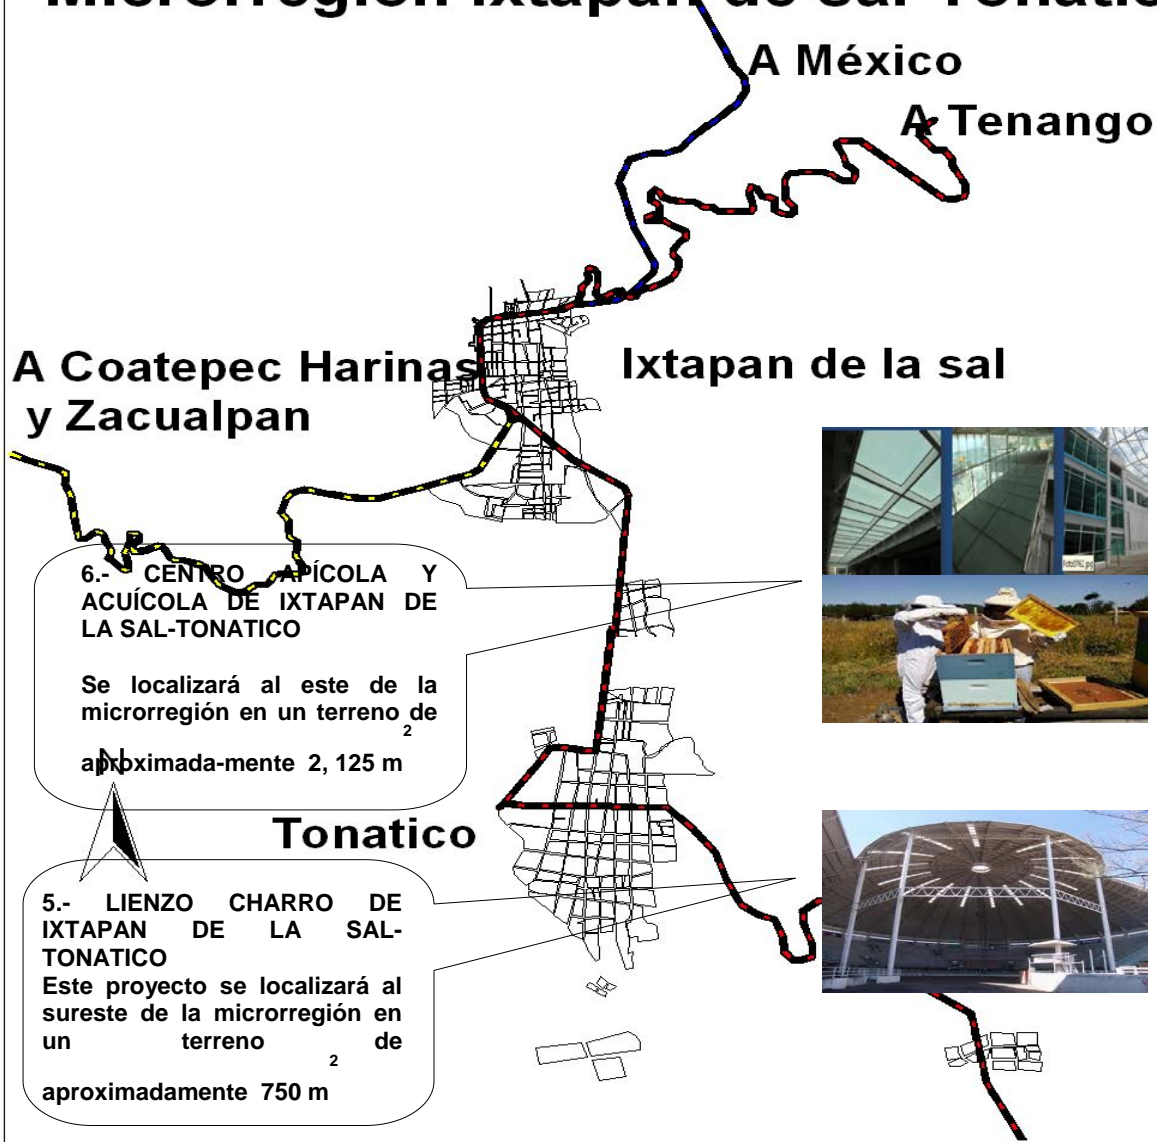 Microrregión Ixtapan de sal Tonatico
A México
A Tenango
A Coatepec Harinas
y Zacualpan
Ixtapan de la sal
6.- CENTRO APÍCOLA Y
ACUÍCOLA DE IXTAPAN DE
LA SAL-TONATICO
Se localizará al este de la
microrregión en un terreno de
aproximada-mente 2, 125 m²
N
Tonatico
5.- LIENZO CHARRO DE
IXTAPAN DE LA SAL-
TONATICO
Este proyecto se localizará al
sureste de la microrregión en
un terreno de
aproximadamente 750 m²